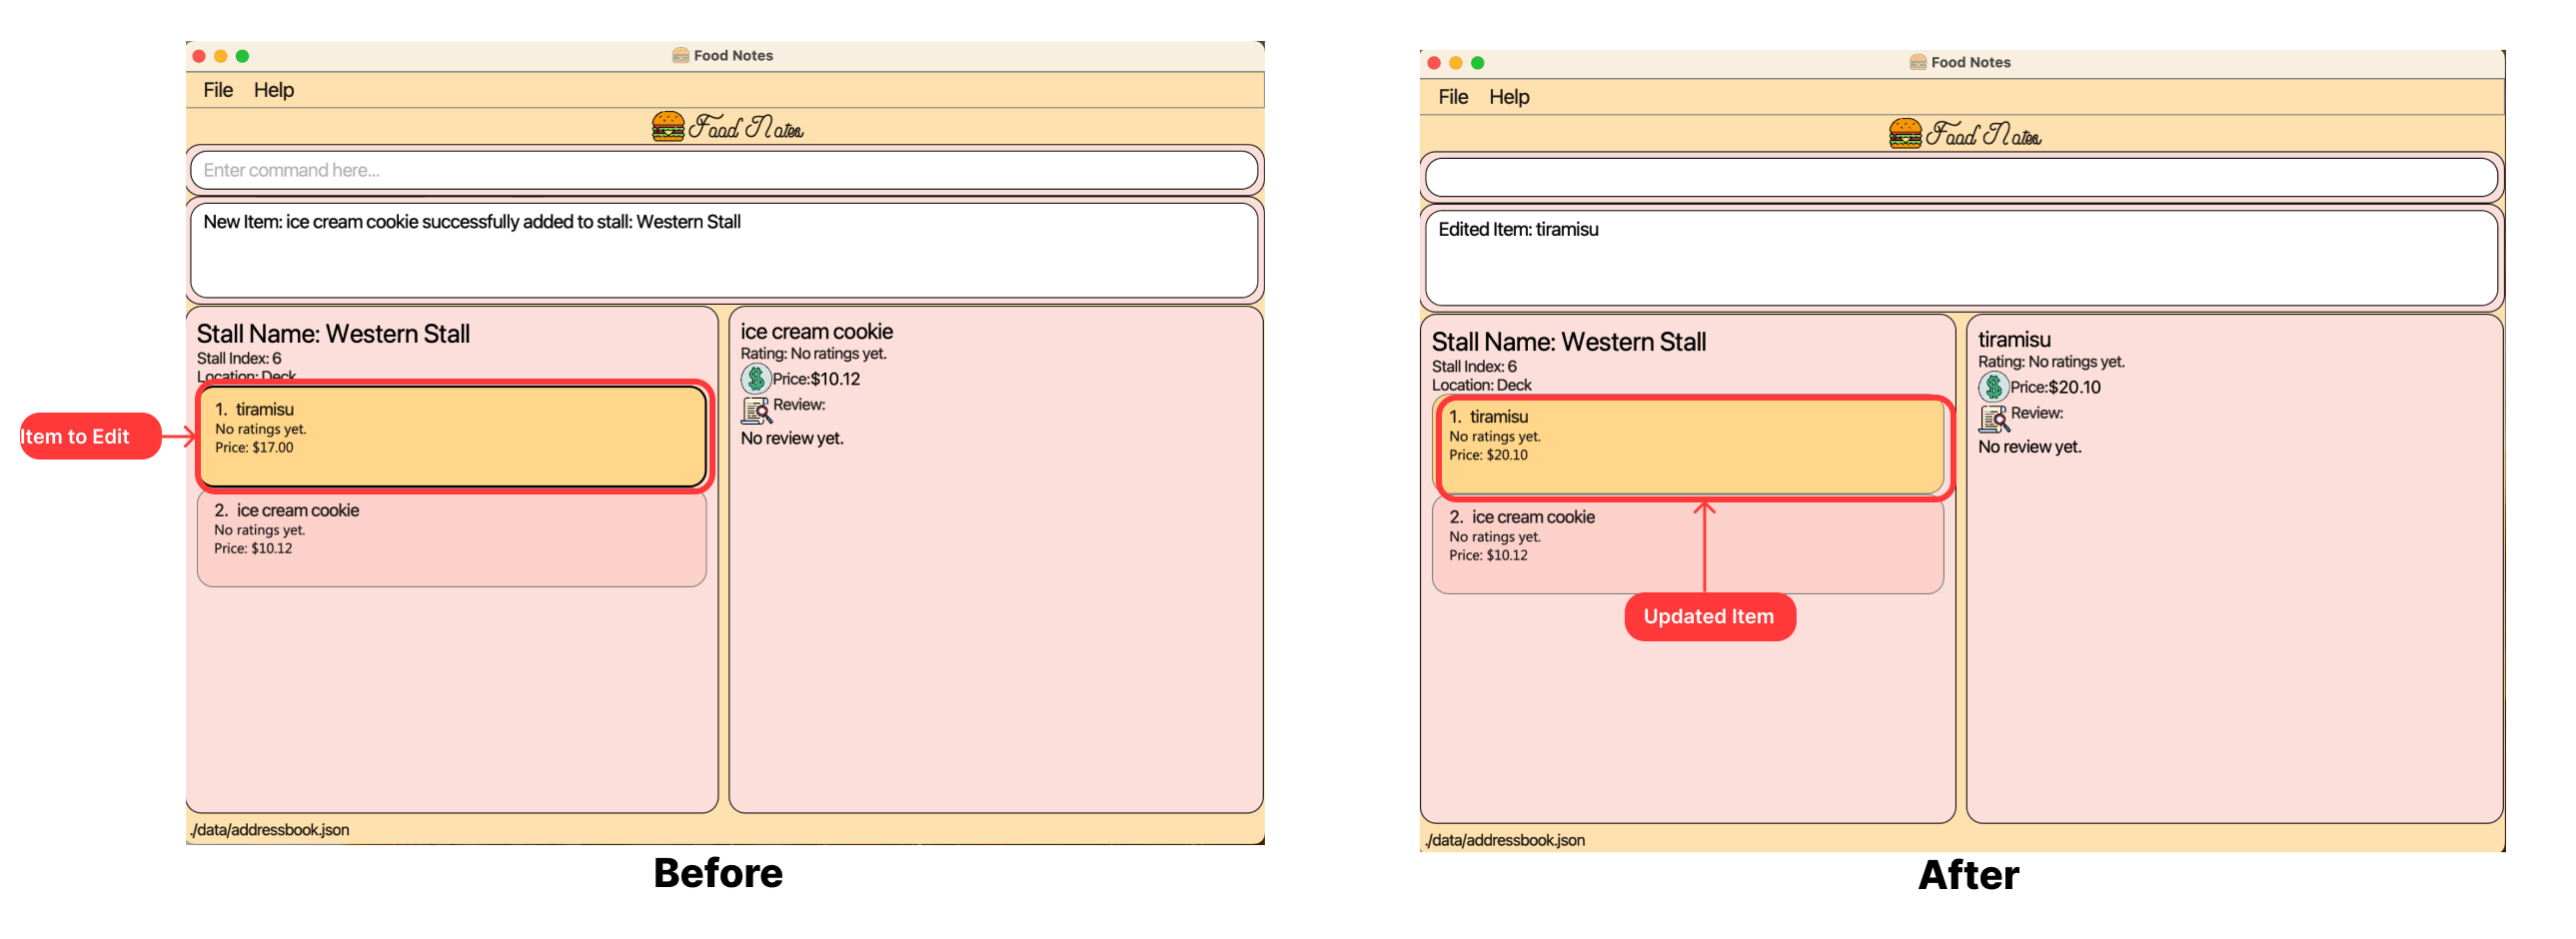 Food Notes
File Help
Food Notes
Enter command here...
New Item: ice cream cookie successfully added to stall: Western Stall
Stall Name: Western Stall
Stall Index: 6
Location: Deck
1. tiramisu
No ratings yet.
Price: $17.00
2. ice cream cookie
No ratings yet.
Price: $10.12
ice cream cookie
Rating: No ratings yet.
Price:$10.12
Review:
No review yet.
./data/addressbook.json
Item to Edit
Before
Food Notes
File Help
Food Notes
Edited Item: tiramisu
Stall Name: Western Stall
Stall Index: 6
Location: Deck
1. tiramisu
No ratings yet.
Price: $20.10
2. ice cream cookie
No ratings yet.
Price: $10.12
Updated Item
tiramisu
Rating: No ratings yet.
Price:$20.10
Review:
No review yet.
./data/addressbook.json
After